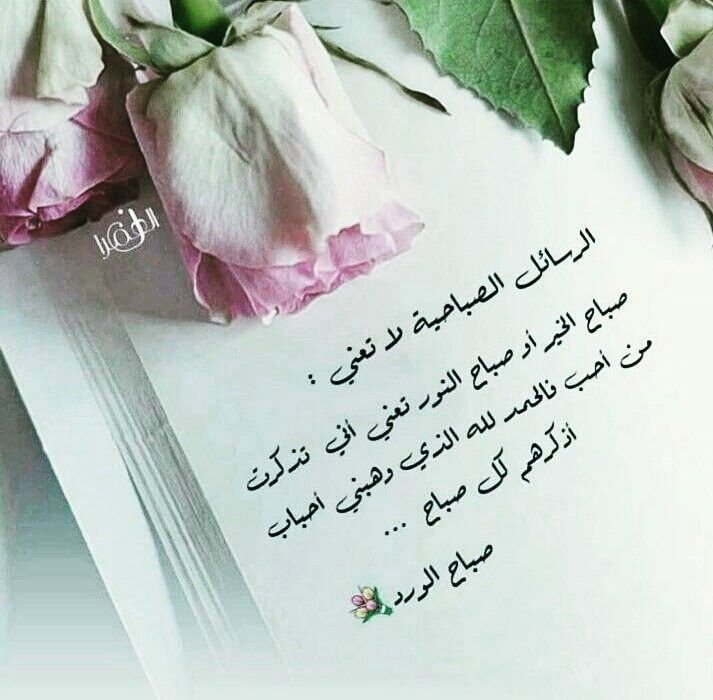 الرسائل الصباحية لا تعني :
صباح الخير أو صباح النور تعني أني تذكرت
من أحب فالحمد لله الذي وهبني أحباب
أذكرهم كل صباح ...
صباح الورد💐